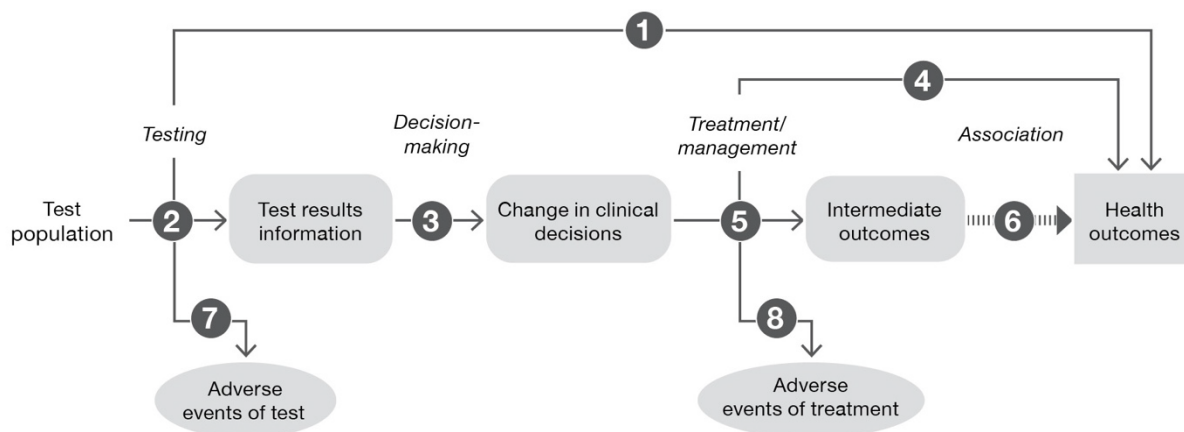 1
4
Testing
Decision-
making
Treatment/
management
Association
Test
population
2
Test results
information
3
Change in clinical
decisions
5
Intermediate
outcomes
6
Health
outcomes
7
8
Adverse
events of test
Adverse
events of treatment